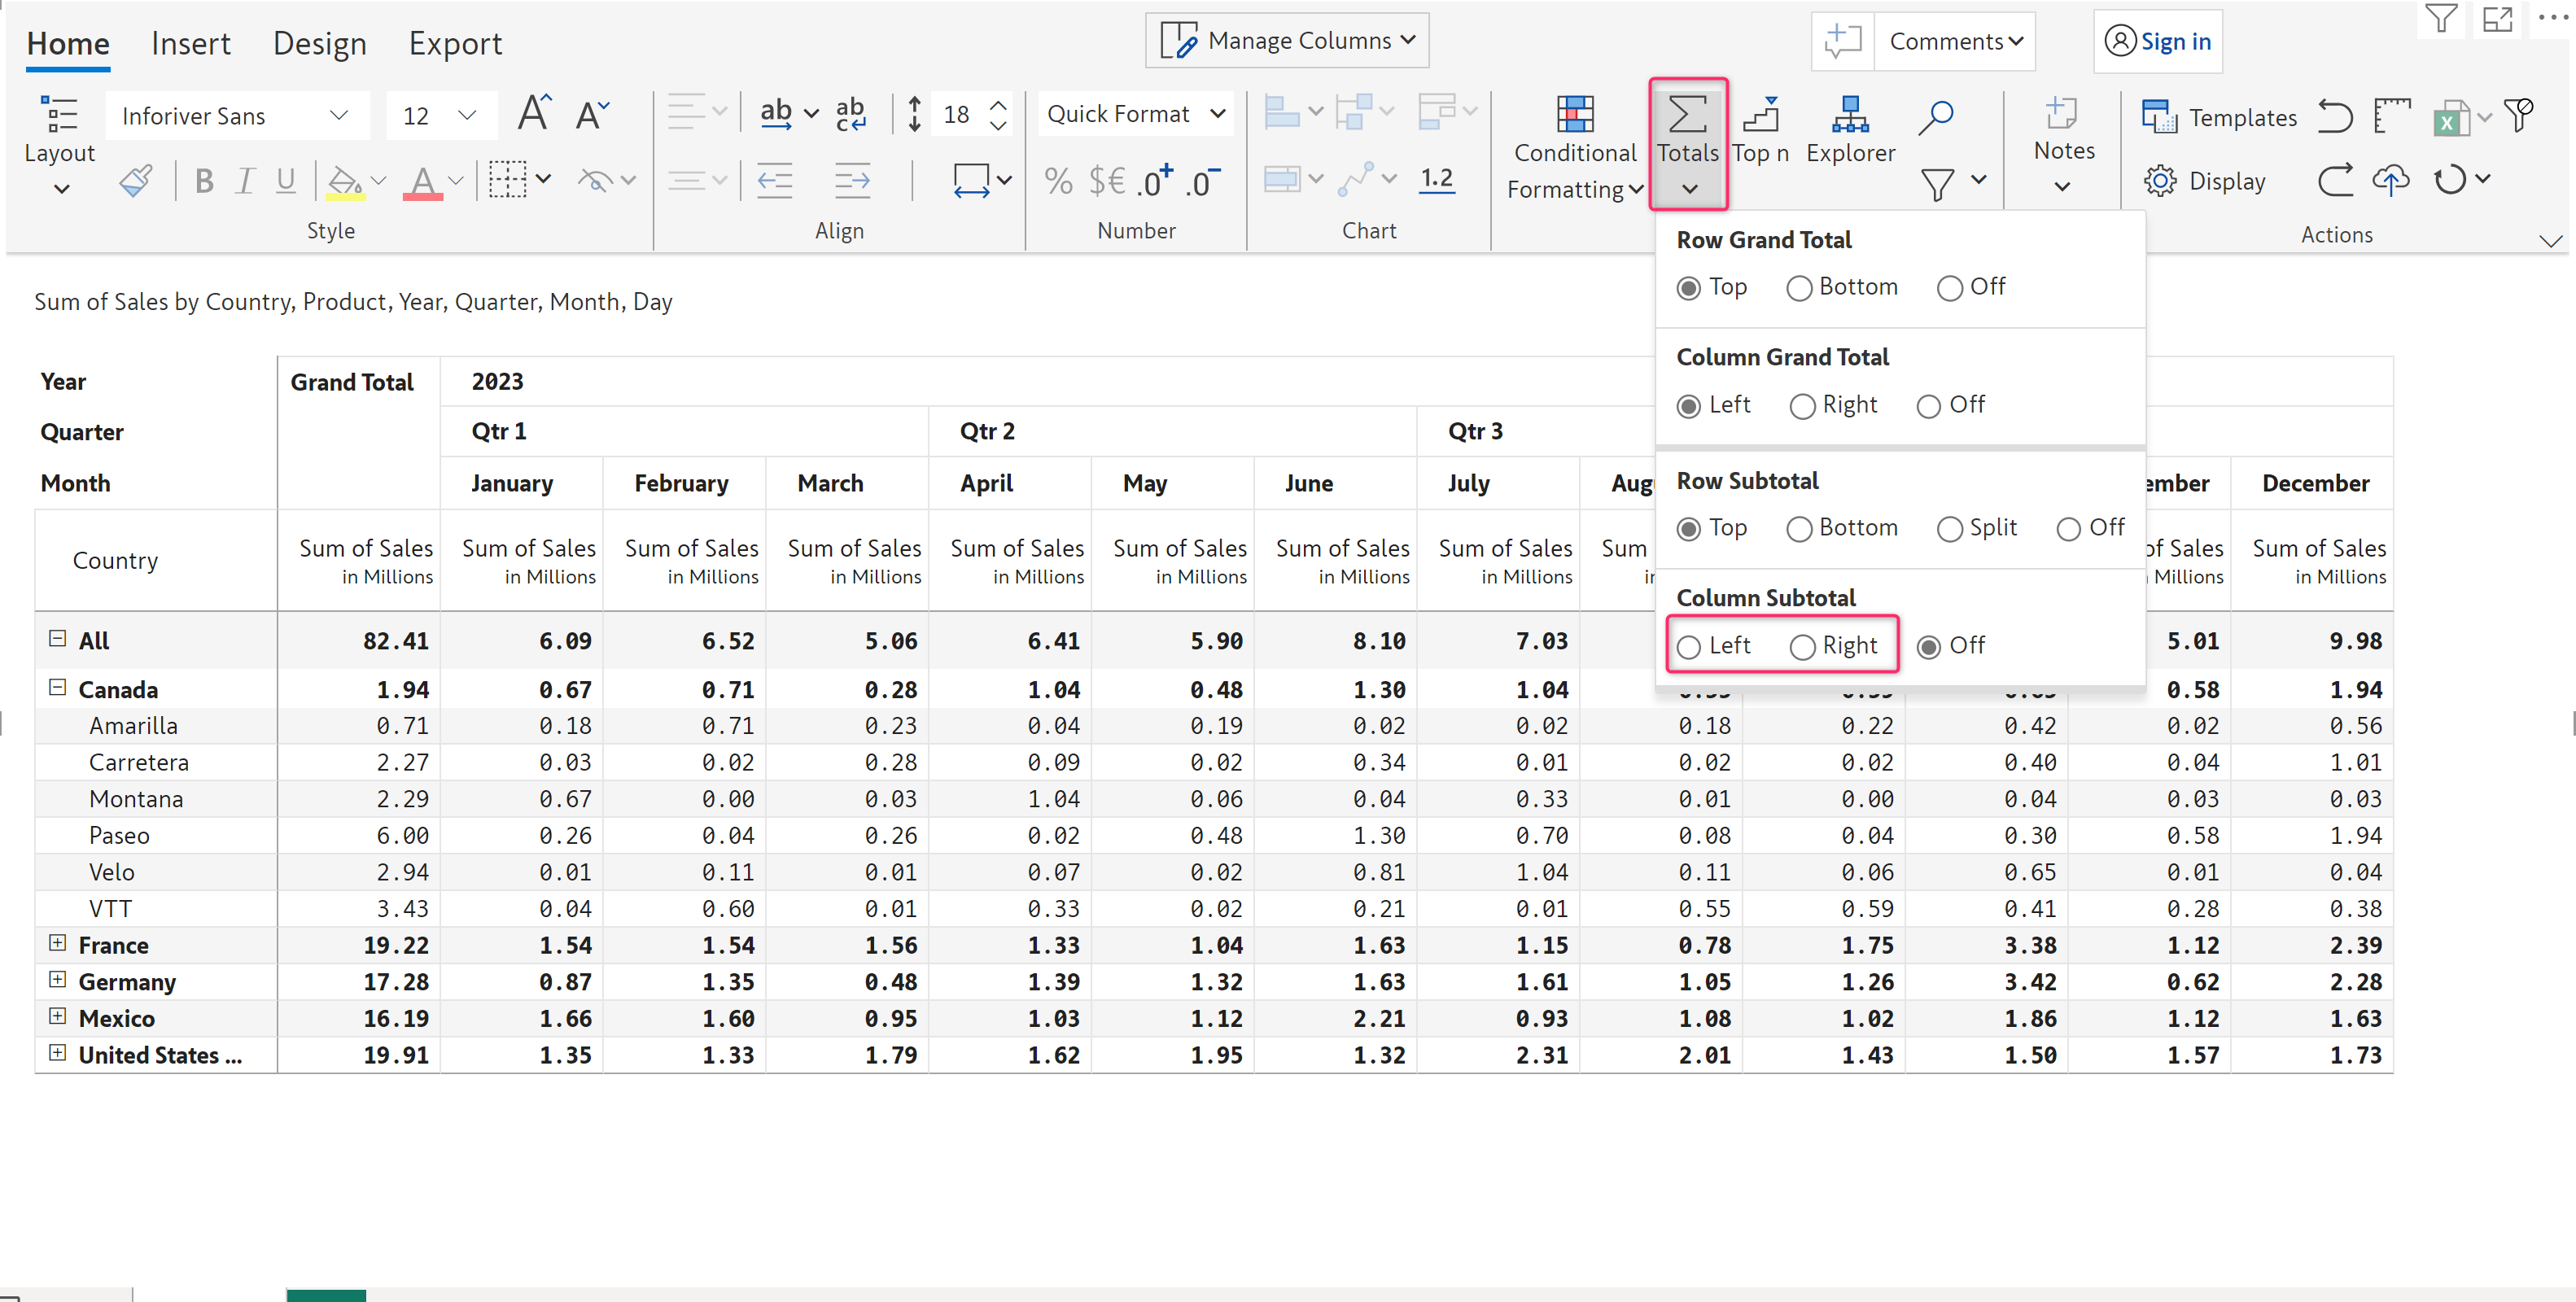 Home Insert Design Export Manage Columns Comments Sign in
Layout Inforiver Sans 12 18 Quick Format Conditional Formatting Totals Top n Explorer Notes Templates
B I U A % $€ .0+ .0- 1.2 Display
Style Align Number Chart Actions
Row Grand Total
Top Bottom Off
Column Grand Total
Left Right Off
Row Subtotal
Top Bottom Split Off
Column Subtotal
Left Right Off
Sum of Sales by Country, Product, Year, Quarter, Month, Day
Year Grand Total 2023
Quarter Qtr 1 Qtr 2 Qtr 3
Month January February March April May June July Aug ember December
Country Sum of Sales Sum of Sales Sum of Sales Sum of Sales Sum of Sales Sum of Sales Sum of Sales Sum of Sales Sum of Sales Sum of Sales
in Millions in Millions in Millions in Millions in Millions in Millions in Millions in Millions Millions in Millions
All 82.41 6.09 6.52 5.06 6.41 5.90 8.10 7.03 5.01 9.98
Canada 1.94 0.67 0.71 0.28 1.04 0.48 1.30 1.04 0.58 1.94
Amarilla 0.71 0.18 0.71 0.23 0.04 0.19 0.02 0.02 0.18 0.22 0.42 0.02 0.56
Carretera 2.27 0.03 0.02 0.28 0.09 0.02 0.34 0.01 0.02 0.02 0.40 0.04 1.01
Montana 2.29 0.67 0.00 0.03 1.04 0.06 0.04 0.33 0.01 0.00 0.04 0.03 0.03
Paseo 6.00 0.26 0.04 0.26 0.02 0.48 1.30 0.70 0.08 0.04 0.30 0.58 1.94
Velo 2.94 0.01 0.11 0.01 0.07 0.02 0.81 1.04 0.11 0.06 0.65 0.01 0.04
VTT 3.43 0.04 0.60 0.01 0.33 0.02 0.21 0.01 0.55 0.59 0.41 0.28 0.38
France 19.22 1.54 1.54 1.56 1.33 1.04 1.63 1.15 0.78 1.75 3.38 1.12 2.39
Germany 17.28 0.87 1.35 0.48 1.39 1.32 1.63 1.61 1.05 1.26 3.42 0.62 2.28
Mexico 16.19 1.66 1.60 0.95 1.03 1.12 2.21 0.93 1.08 1.02 1.86 1.12 1.63
United States ... 19.91 1.35 1.33 1.79 1.62 1.95 1.32 2.31 2.01 1.43 1.50 1.57 1.73